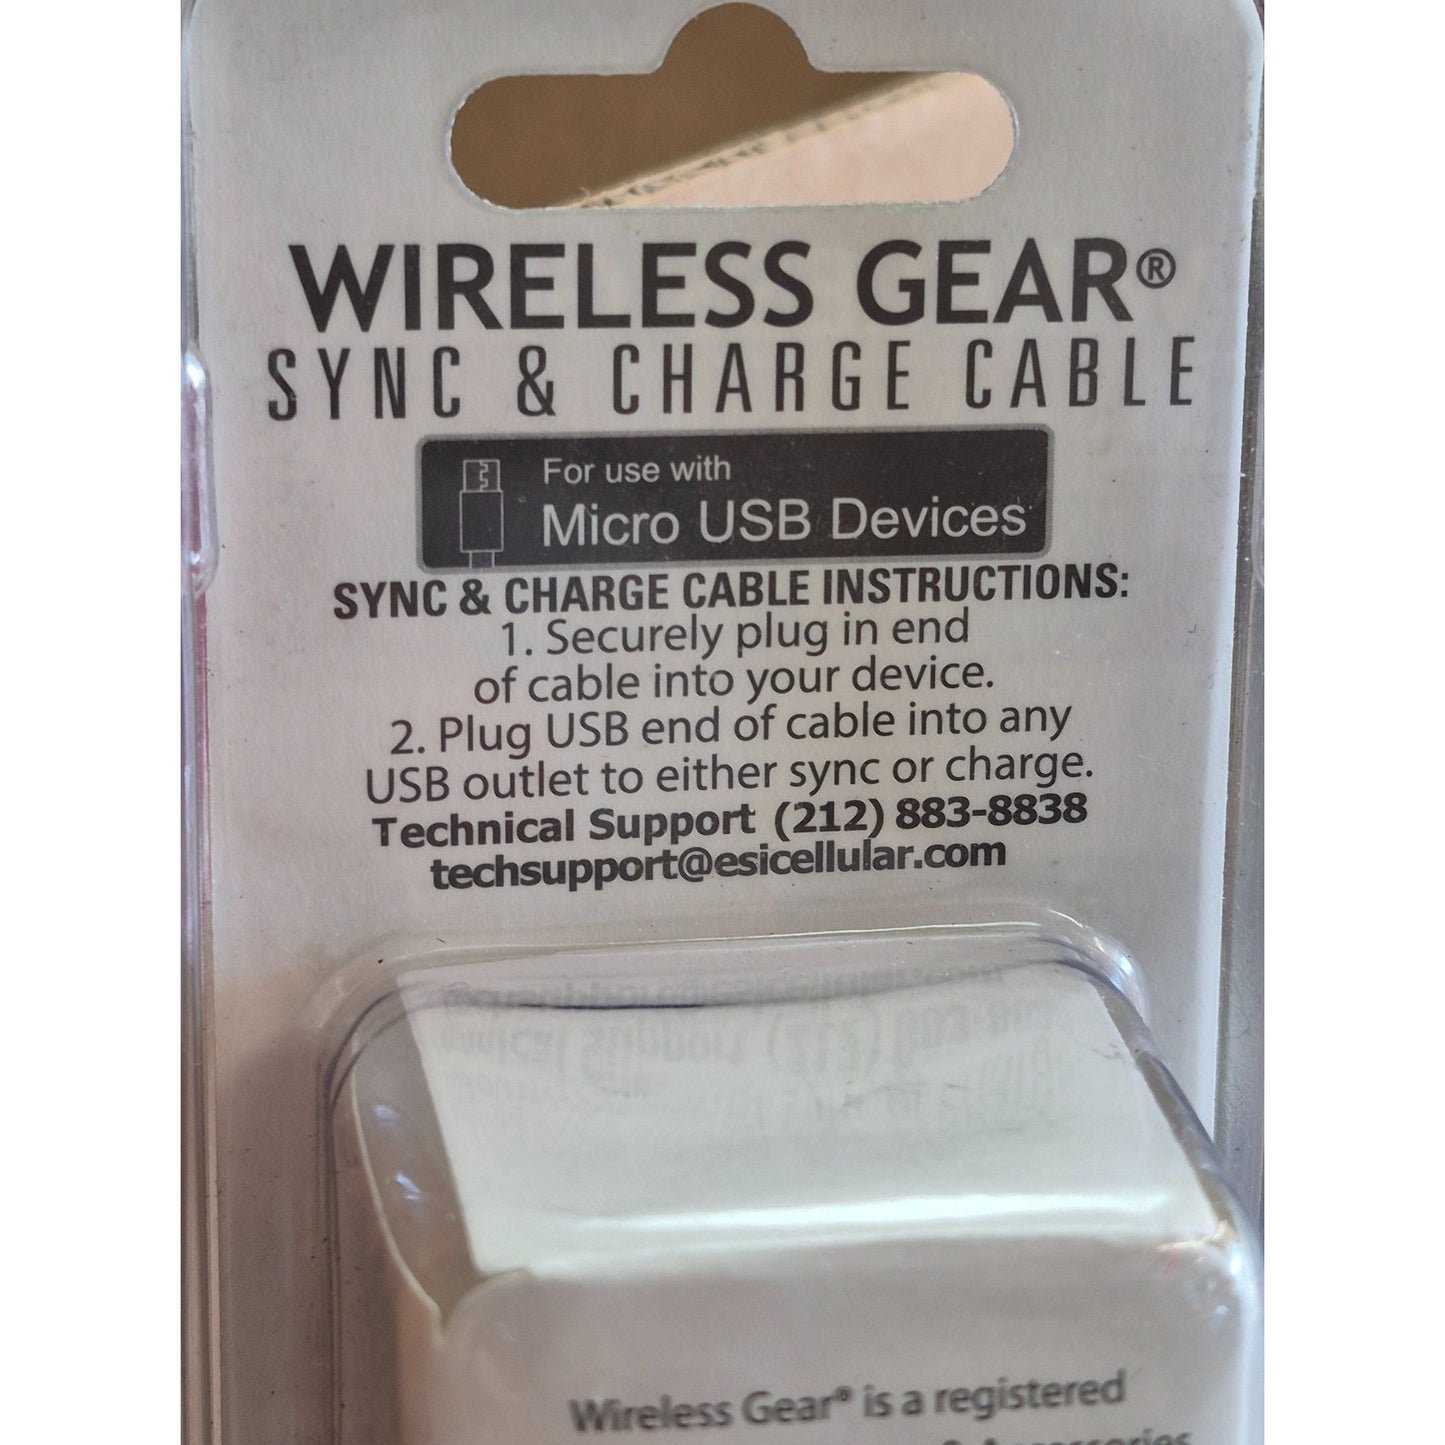 WIRELESS GEAR®
SYNC & CHARGE CABLE
For use with
Micro USB Devices
SYNC & CHARGE CABLE INSTRUCTIONS:
1. Securely plug in end
of cable into your device.
2. Plug USB end of cable into any
USB outlet to either sync or charge.
Technical Support (212) 883-8838
techsupport@esicellular.com
Wireless Gear® is a registered